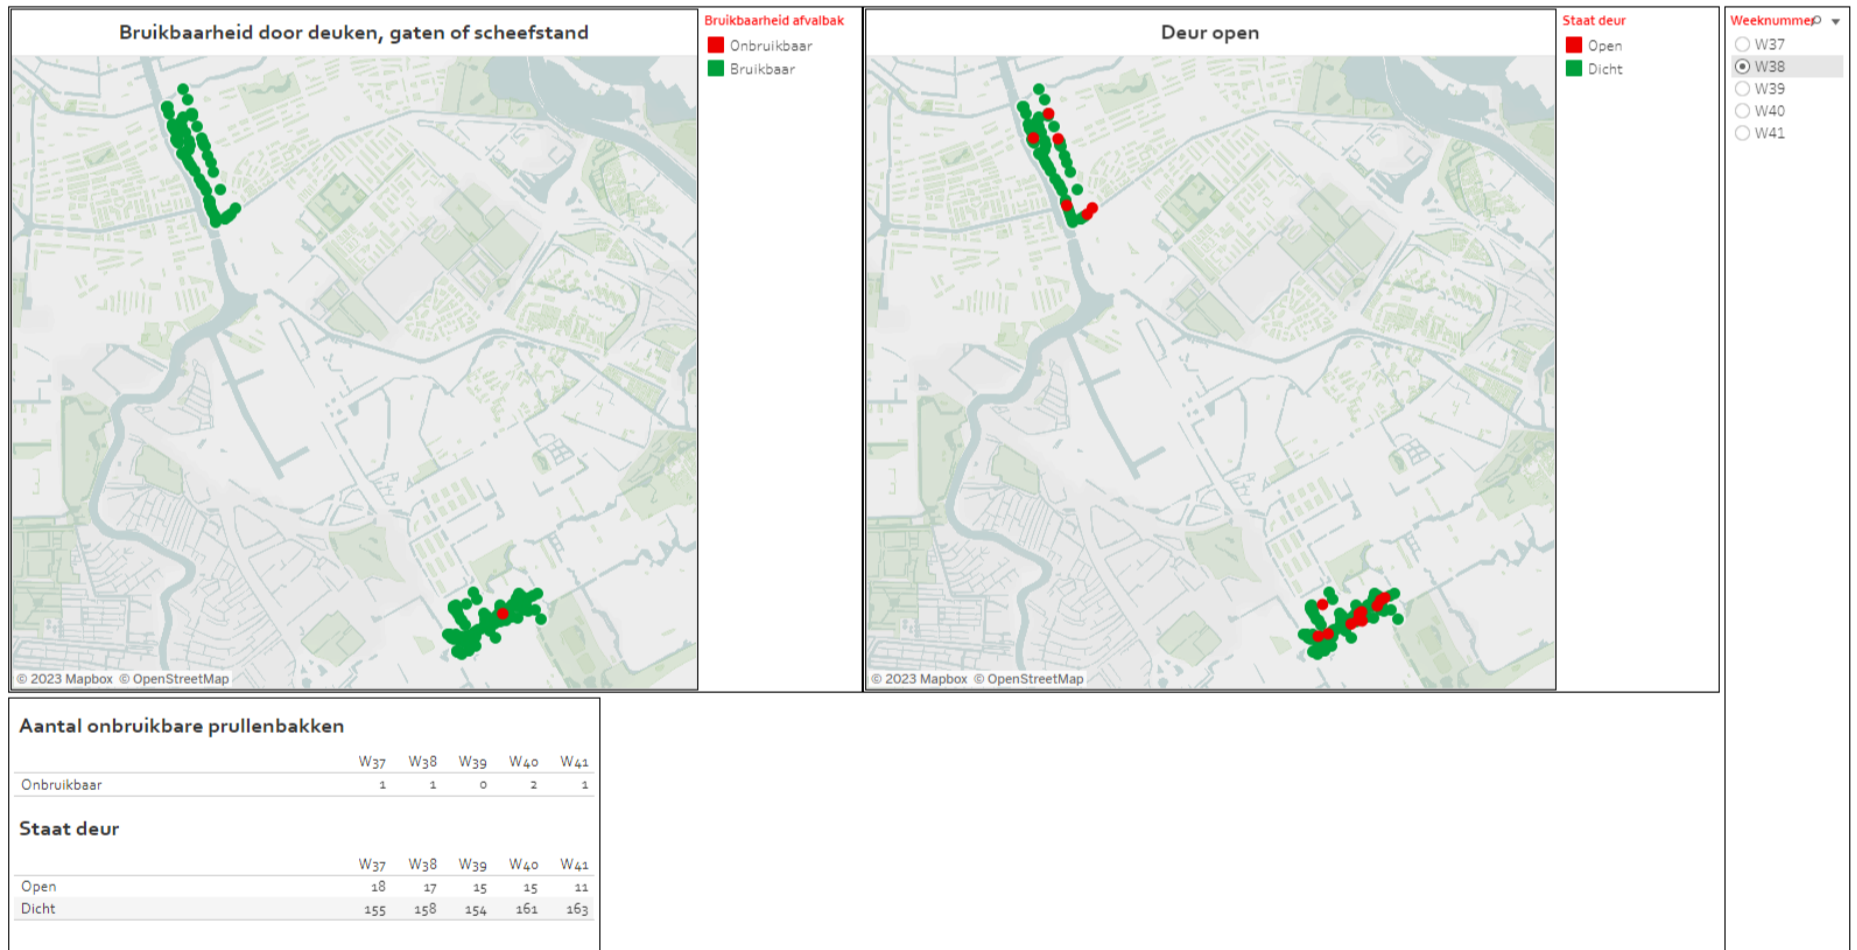 Bruikbaarheid door deuken, gaten of scheefstand
Bruikbaarheid afvalbak
Onbruikbaar
Bruikbaar
© 2023 Mapbox © OpenStreetMap
Deur open
Staat deur
Open
Dicht
© 2023 Mapbox © OpenStreetMap
Weeknummer
W37
W38
W39
W40
W41
Aantal onbruikbare prullenbakken
W37 W38 W39 W40 W41
Onbruikbaar 1 1 0 2 1
Staat deur
W37 W38 W39 W40 W41
Open 18 17 15 15 11
Dicht 155 158 154 161 163